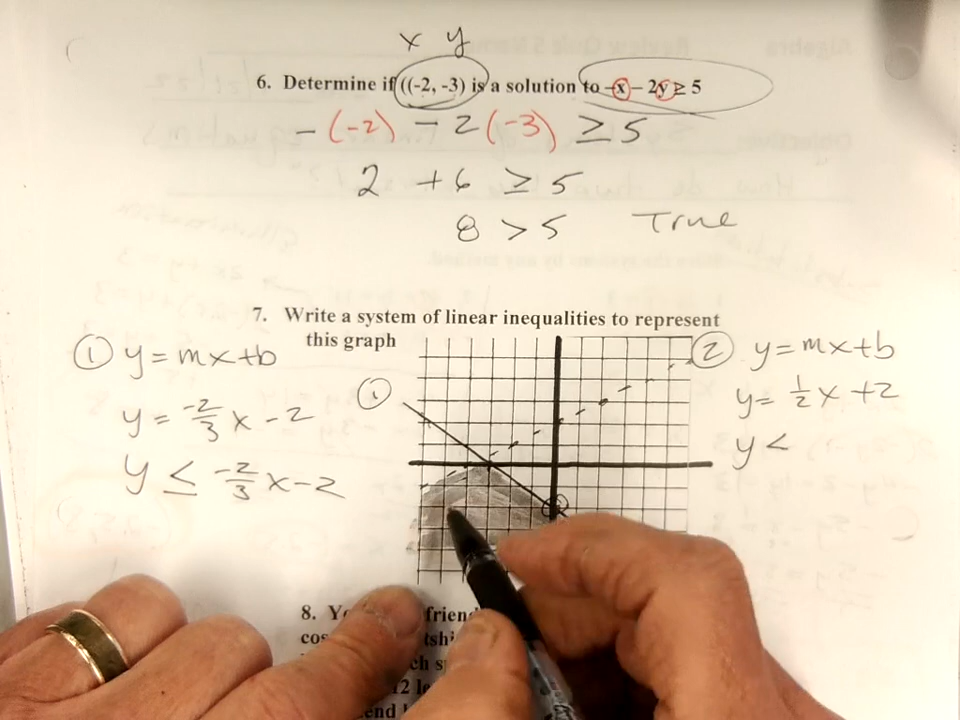 x y
6. Determine if ((-2, -3) is a solution to -x - 2y ≥ 5
- (-2) - 2 (-3) ≥ 5
2 + 6 ≥ 5
8 > 5 True
7. Write a system of linear inequalities to represent
this graph
① y = mx+b
y = -2/3 x - 2
y ≤ -2/3 x - 2
①
② y = mx+b
y = 1/2 x + 2
y <
8.